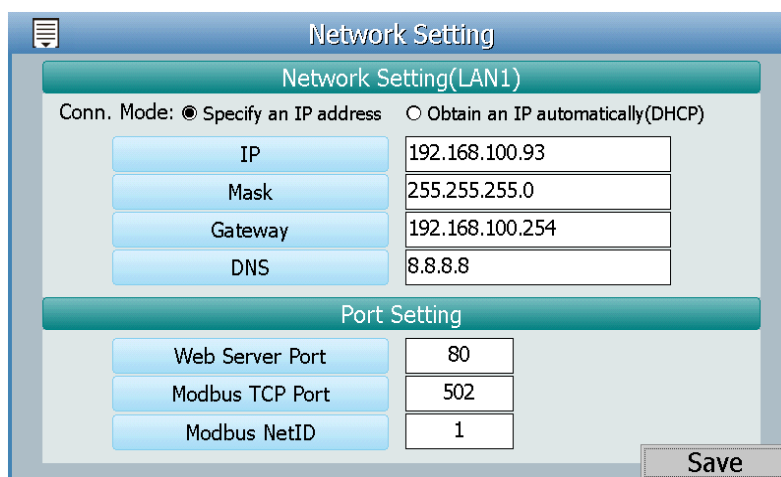 Network Setting
Network Setting(LAN1)
Conn. Mode: Specify an IP address Obtain an IP automatically(DHCP)
IP 192.168.100.93
Mask 255.255.255.0
Gateway 192.168.100.254
DNS 8.8.8.8
Port Setting
Web Server Port 80
Modbus TCP Port 502
Modbus NetID 1
Save